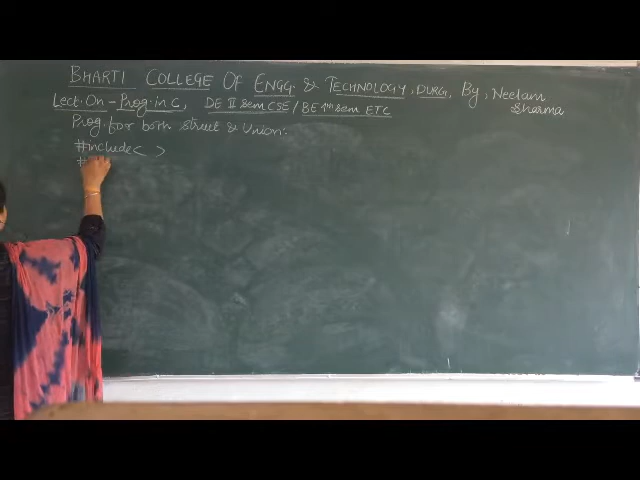 BHARTI COLLEGE OF ENGG. & TECHNOLOGY, DURG, By, Neelam Sharma
Lect. On - Prog. in C, DE II sem CSE / BE 4th sem ETC
Prog. for both struct & Union.
#include < >
#